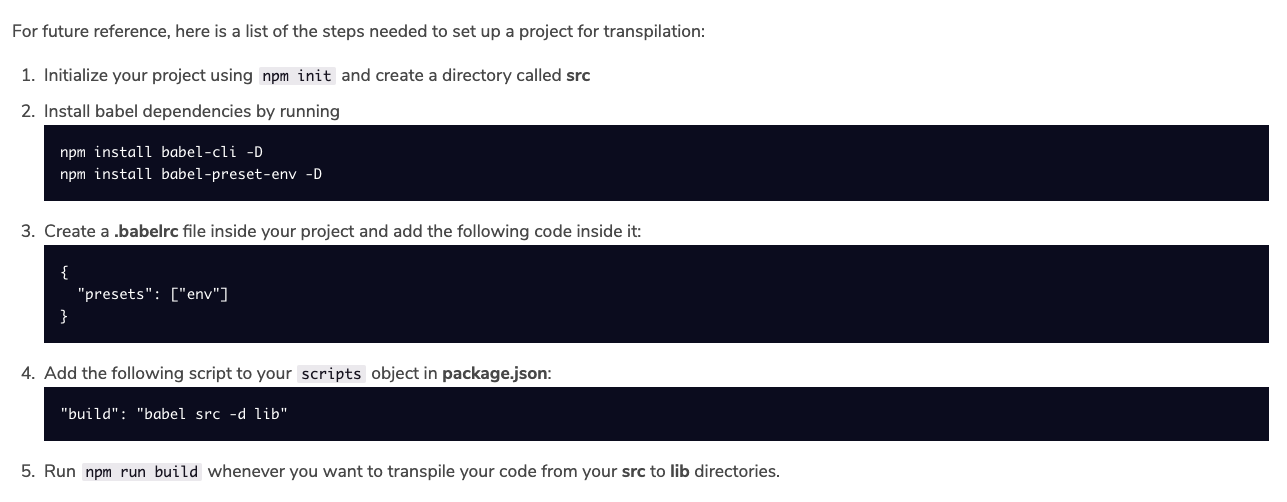 For future reference, here is a list of the steps needed to set up a project for transpilation:
1. Initialize your project using npm init and create a directory called src
2. Install babel dependencies by running
npm install babel-cli -D
npm install babel-preset-env -D
3. Create a .babelrc file inside your project and add the following code inside it:
{
  "presets": ["env"]
}
4. Add the following script to your scripts object in package.json:
"build": "babel src -d lib"
5. Run npm run build whenever you want to transpile your code from your src to lib directories.